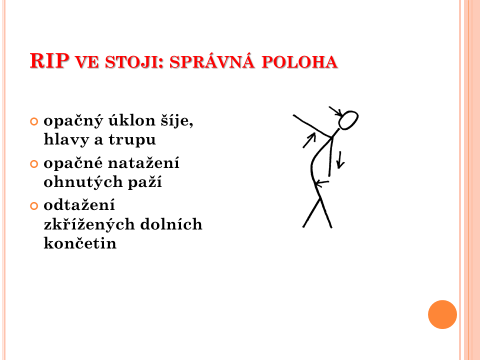 RIP VE STOJI: SPRÁVNÁ POLOHA
opačný úklon šíje,
hlavy a trupu
opačné natažení
ohnutých paží
odtažení
zkřížených dolních
končetin